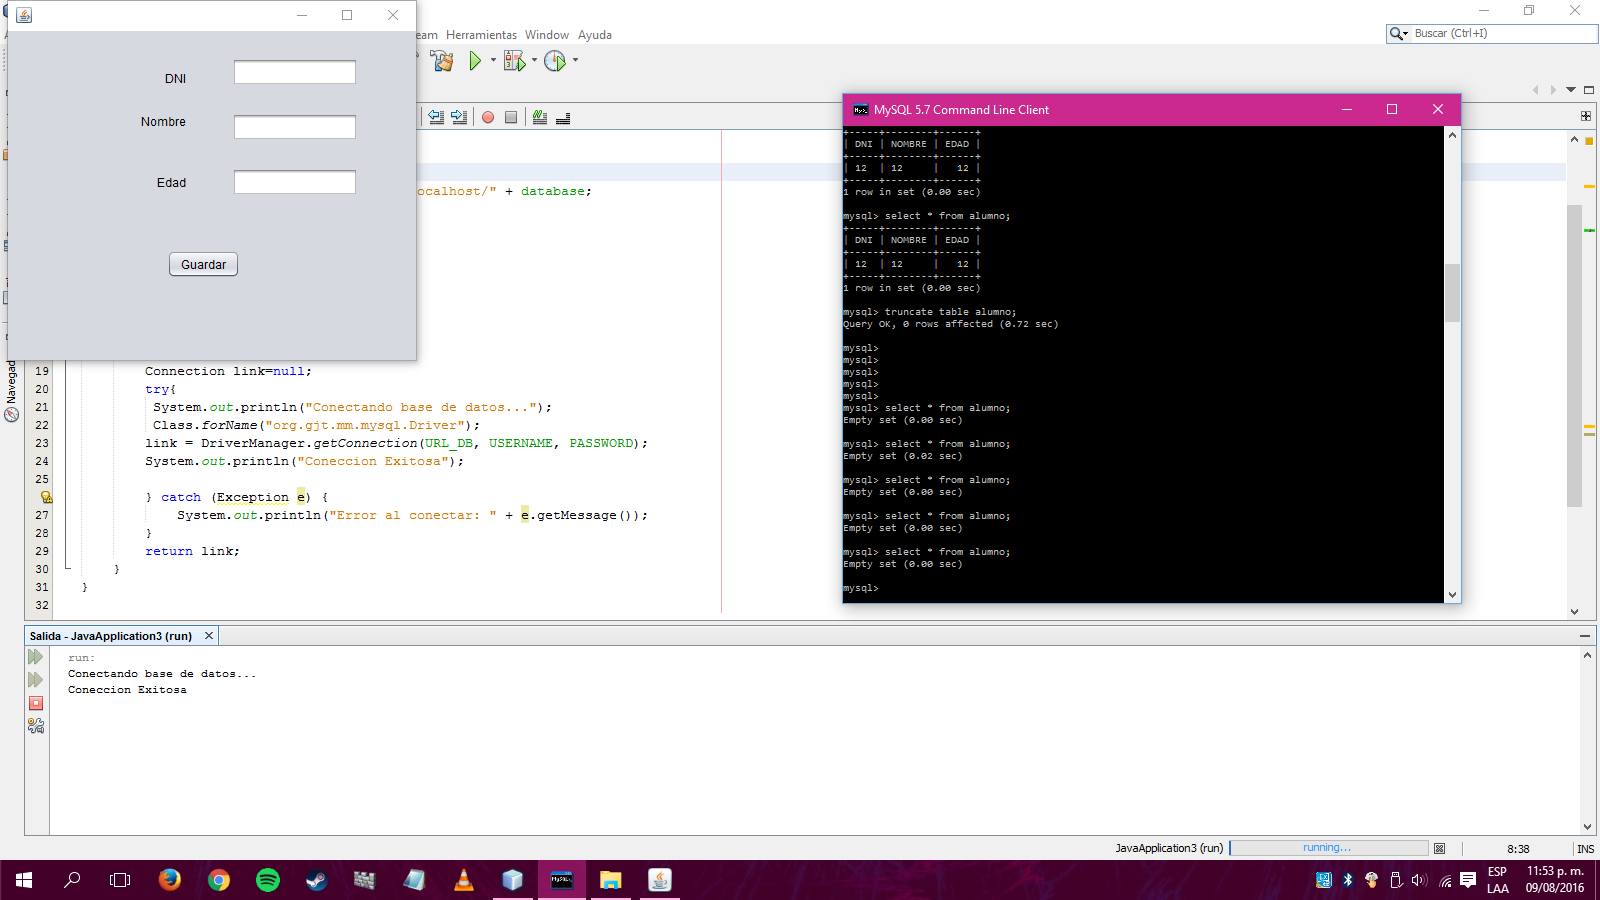 eam Herramientas Window Ayuda
Buscar (Ctrl+I)
DNI
Nombre
Edad
Guardar
ocalhost/" + database;
19 Connection link=null;
20 try{
21 System.out.println("Conectando base de datos...");
22 Class.forName("org.gjt.mm.mysql.Driver");
23 link = DriverManager.getConnection(URL_DB, USERNAME, PASSWORD);
24 System.out.println("Coneccion Exitosa");
25
} catch (Exception e) {
27 System.out.println("Error al conectar: " + e.getMessage());
28 }
29 return link;
30 }
31 }
32
Navegad
MySQL 5.7 Command Line Client
+-----+--------+------+
| DNI | NOMBRE | EDAD |
+-----+--------+------+
| 12 | 12 | 12 |
+-----+--------+------+
1 row in set (0.00 sec)
mysql> select * from alumno;
+-----+--------+------+
| DNI | NOMBRE | EDAD |
+-----+--------+------+
| 12 | 12 | 12 |
+-----+--------+------+
1 row in set (0.00 sec)
mysql> truncate table alumno;
Query OK, 0 rows affected (0.72 sec)
mysql>
mysql>
mysql>
mysql>
mysql>
mysql> select * from alumno;
Empty set (0.00 sec)
mysql> select * from alumno;
Empty set (0.02 sec)
mysql> select * from alumno;
Empty set (0.00 sec)
mysql> select * from alumno;
Empty set (0.00 sec)
mysql> select * from alumno;
Empty set (0.00 sec)
mysql>
Salida - JavaApplication3 (run)
run:
Conectando base de datos...
Coneccion Exitosa
JavaApplication3 (run) running... 8:38 INS
ESP 11:53 p. m.
LAA 09/08/2016